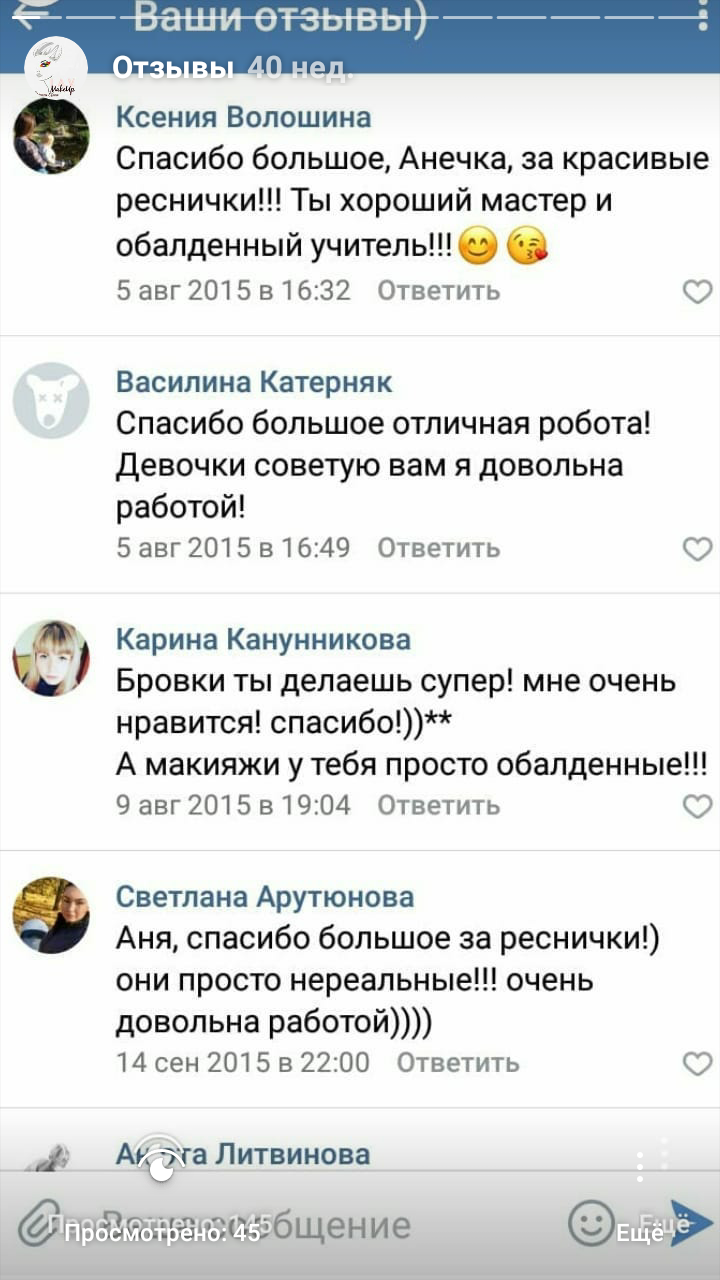 Ваши отзывы)
Отзывы 40 нед.
MakeUp
Ксения Волошина
Спасибо большое, Анечка, за красивые
реснички!!! Ты хороший мастер и
обалденный учитель!!!😊😘
5 авг 2015 в 16:32 Ответить
Василина Катерняк
Спасибо большое отличная робота!
Девочки советую вам я довольна
работой!
5 авг 2015 в 16:49 Ответить
Карина Канунникова
Бровки ты делаешь супер! мне очень
нравится! спасибо!))**
А макияжи у тебя просто обалденные!!!
9 авг 2015 в 19:04 Ответить
Светлана Арутюнова
Аня, спасибо большое за реснички!)
они просто нереальные!!! очень
довольна работой))))
14 сен 2015 в 22:00 Ответить
Литвинова
сообщение
Просмотрено: 45
Ещё
Ещё